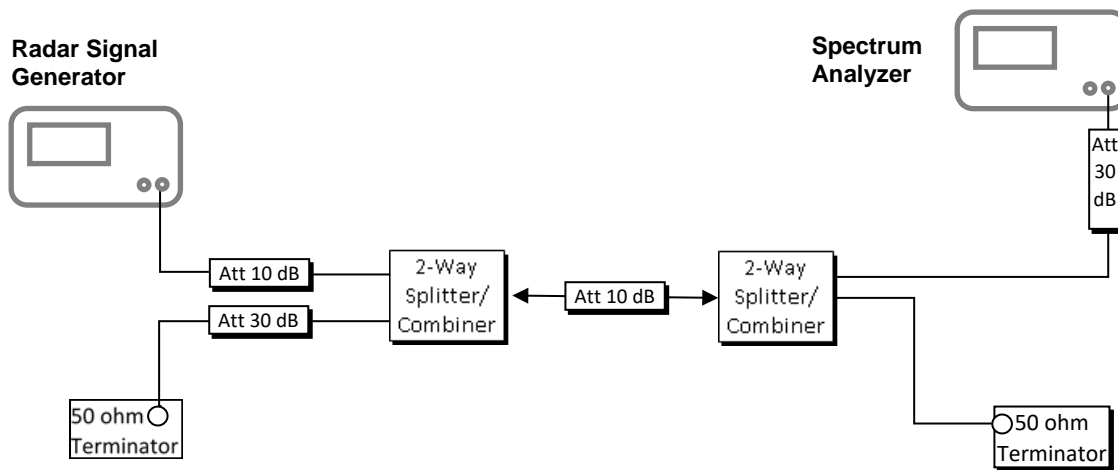 Radar Signal
Generator
Spectrum
Analyzer
Att
30
dB
Att 10 dB
Att 30 dB
2-Way
Splitter/
Combiner
Att 10 dB
2-Way
Splitter/
Combiner
50 ohm
Terminator
50 ohm
Terminator